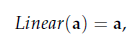 Linear(a) = a,